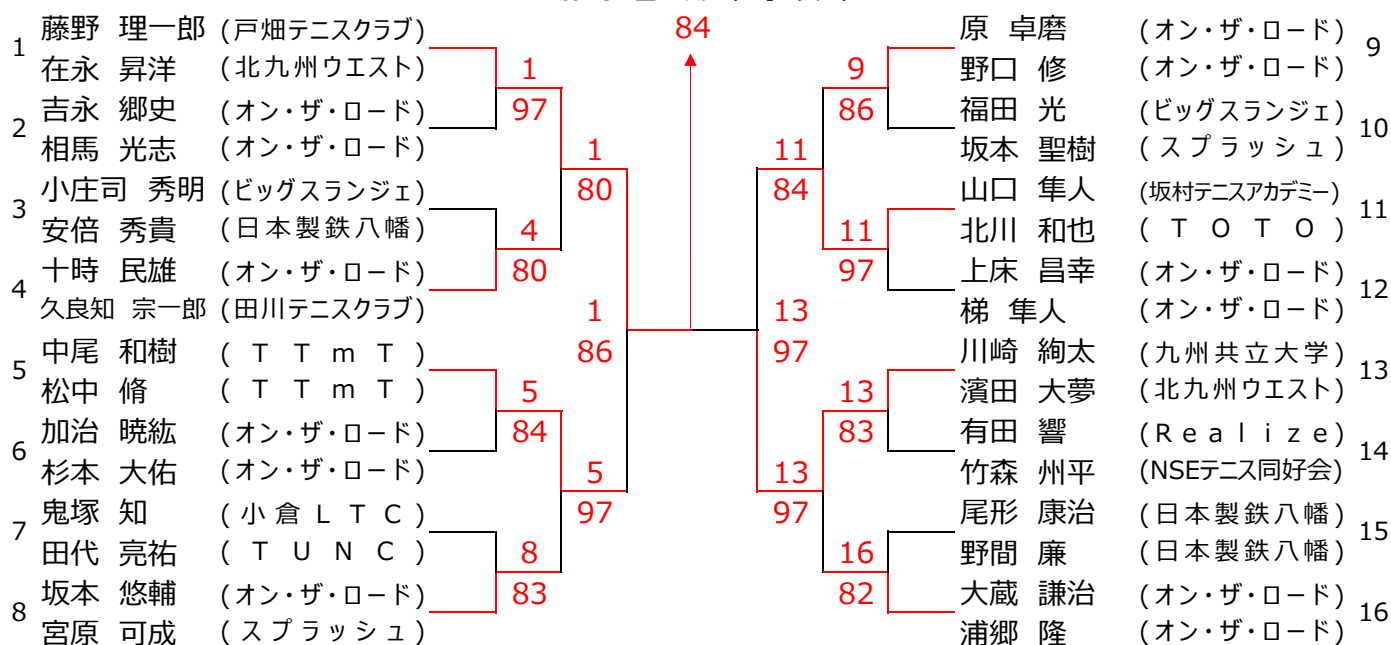 藤野 理一郎 (戸畑テニスクラブ)
1
在永 昇洋 (北九州ウエスト)
吉永 郷史 (オン・ザ・ロード)
2
相馬 光志 (オン・ザ・ロード)
小庄司 秀明 (ビッグスランジェ)
3
安倍 秀貴 (日本製鉄八幡)
十時 民雄 (オン・ザ・ロード)
4
久良知 宗一郎 (田川テニスクラブ)
中尾 和樹 (TTmT)
5
松中 脩 (TTmT)
加治 暁紘 (オン・ザ・ロード)
6
杉本 大佑 (オン・ザ・ロード)
鬼塚 知 (小倉LTC)
7
田代 亮祐 (TUNC)
坂本 悠輔 (オン・ザ・ロード)
8
宮原 可成 (スプラッシュ)
1
97
4
80
5
84
8
83
1
80
5
97
1
86
84
13
97
11
84
13
97
9
86
11
97
13
83
16
82
原 卓磨 (オン・ザ・ロード)
9
野口 修 (オン・ザ・ロード)
福田 光 (ビッグスランジェ)
10
坂本 聖樹 (スプラッシュ)
山口 隼人 (坂村テニスアカデミー)
11
北川 和也 (TOTO)
上床 昌幸 (オン・ザ・ロード)
12
梯 隼人 (オン・ザ・ロード)
川崎 絢太 (九州共立大学)
13
濱田 大夢 (北九州ウエスト)
有田 響 (Realize)
14
竹森 州平 (NSEテニス同好会)
尾形 康治 (日本製鉄八幡)
15
野間 廉 (日本製鉄八幡)
大蔵 謙治 (オン・ザ・ロード)
16
浦郷 隆 (オン・ザ・ロード)